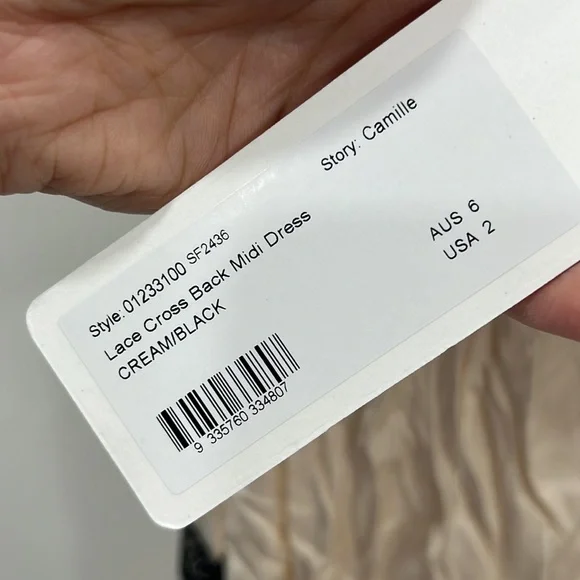 Style: 01233100 SF2436
Story: Camille
Lace Cross Back Midi Dress
CREAM/BLACK
AUS 6
USA 2
9 335760 334807